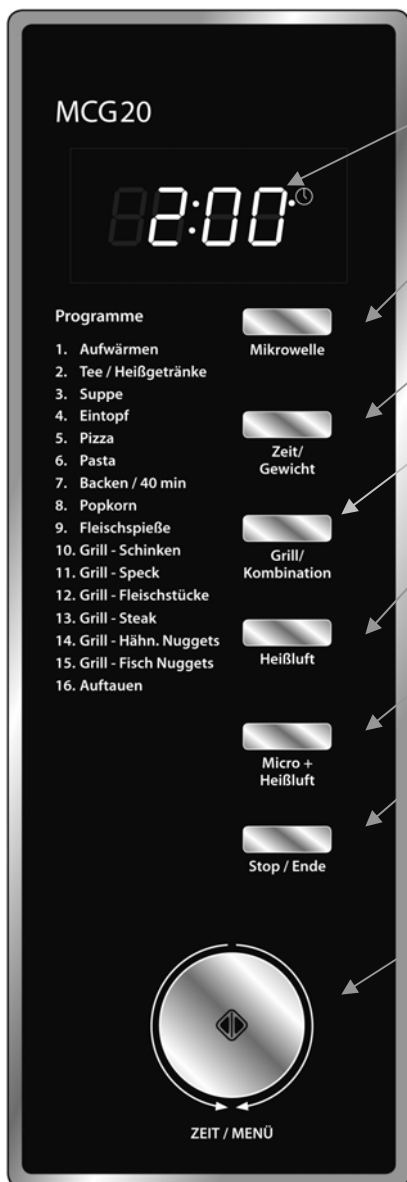 MCG20
2:00
Programme
1. Aufwärmen
2. Tee / Heißgetränke
3. Suppe
4. Eintopf
5. Pizza
6. Pasta
7. Backen / 40 min
8. Popkorn
9. Fleischspieße
10. Grill - Schinken
11. Grill - Speck
12. Grill - Fleischstücke
13. Grill - Steak
14. Grill - Hähn. Nuggets
15. Grill - Fisch Nuggets
16. Auftauen
Mikrowelle
Zeit/
Gewicht
Grill/
Kombination
Heißluft
Micro +
Heißluft
Stop / Ende
ZEIT / MENÜ